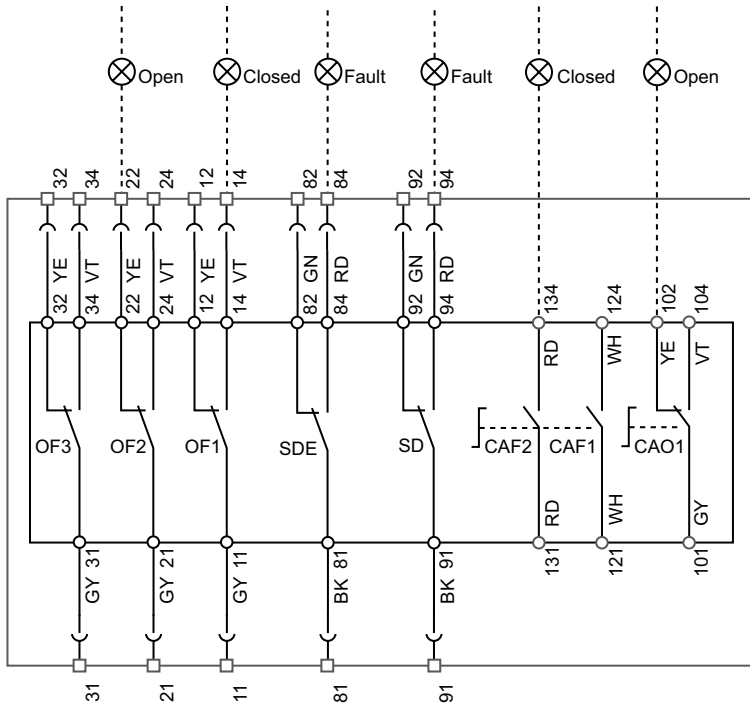 Open
Closed
Fault
Fault
Closed
Open
32
34
22
24
12
14
82
84
92
94
YE
VT
YE
VT
YE
VT
GN
RD
GN
RD
32
34
22
24
12
14
82
84
92
94
134
124
102
104
RD
WH
YE
VT
OF3
OF2
OF1
SDE
SD
CAF2
CAF1
CAO1
RD
WH
GY
31
21
11
81
91
131
121
101
GY
GY
GY
BK
BK
31
21
11
81
91